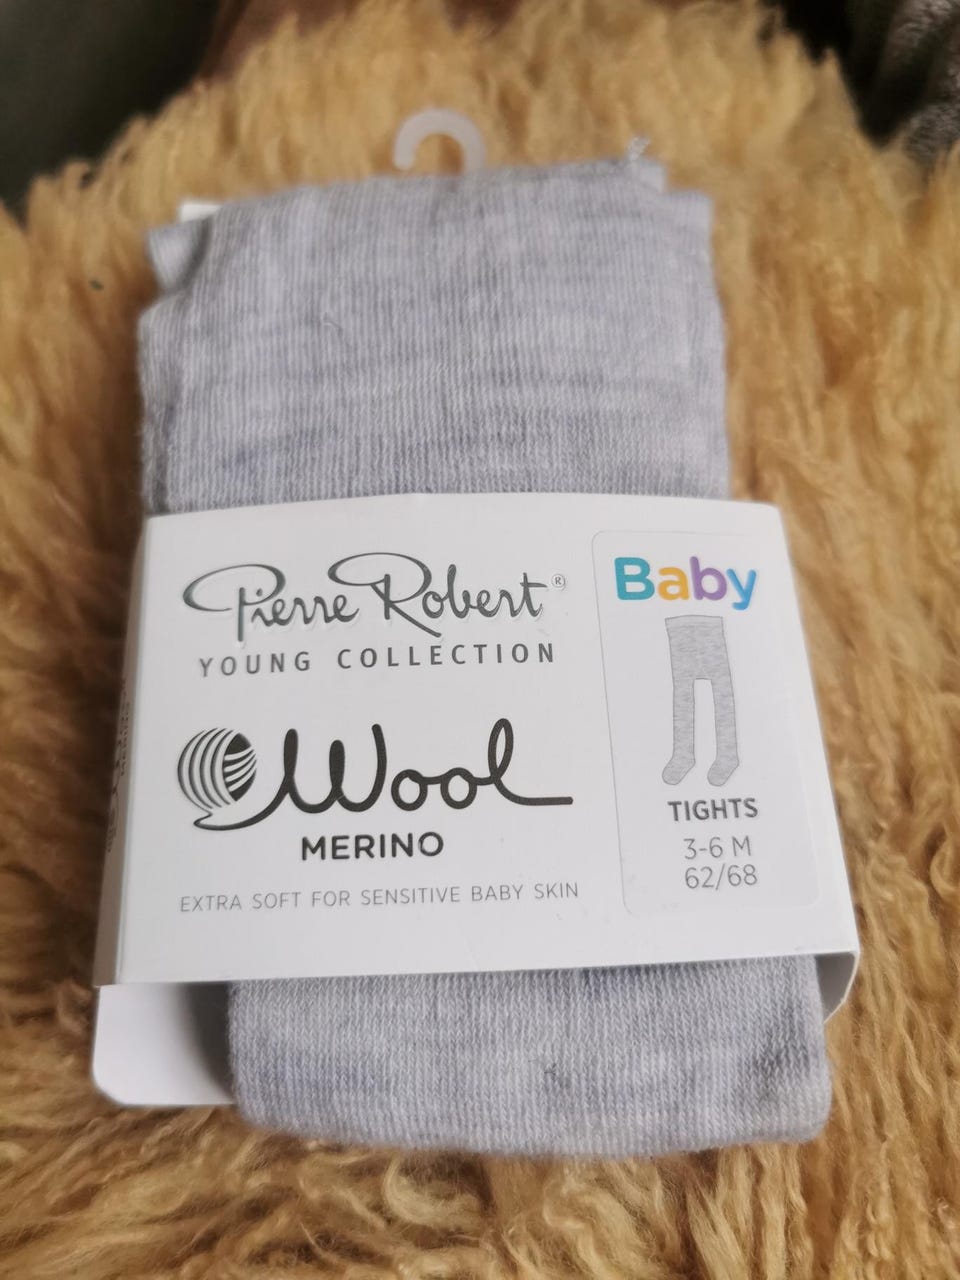 Pierre Robert®
YOUNG COLLECTION
Wool
MERINO
EXTRA SOFT FOR SENSITIVE BABY SKIN
Baby
TIGHTS
3-6 M
62/68